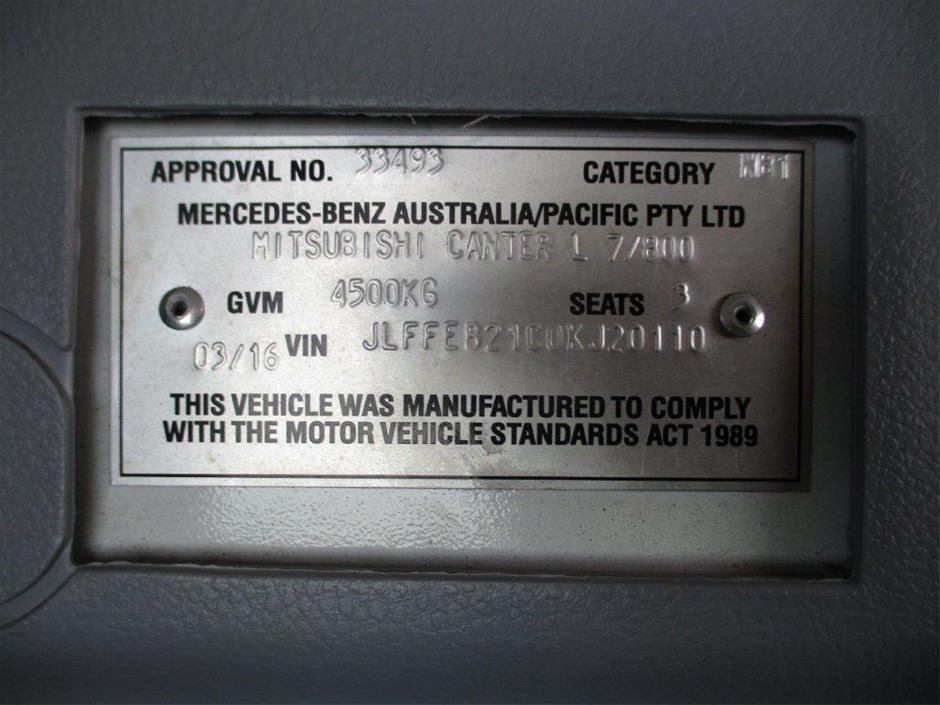 APPROVAL NO. 33493 CATEGORY NB1
MERCEDES-BENZ AUSTRALIA/PACIFIC PTY LTD
MITSUBISHI CANTER L 7/800
GVM 4500KG SEATS 3
03/16 VIN JLFFEB21C0KJ20110
THIS VEHICLE WAS MANUFACTURED TO COMPLY
WITH THE MOTOR VEHICLE STANDARDS ACT 1989